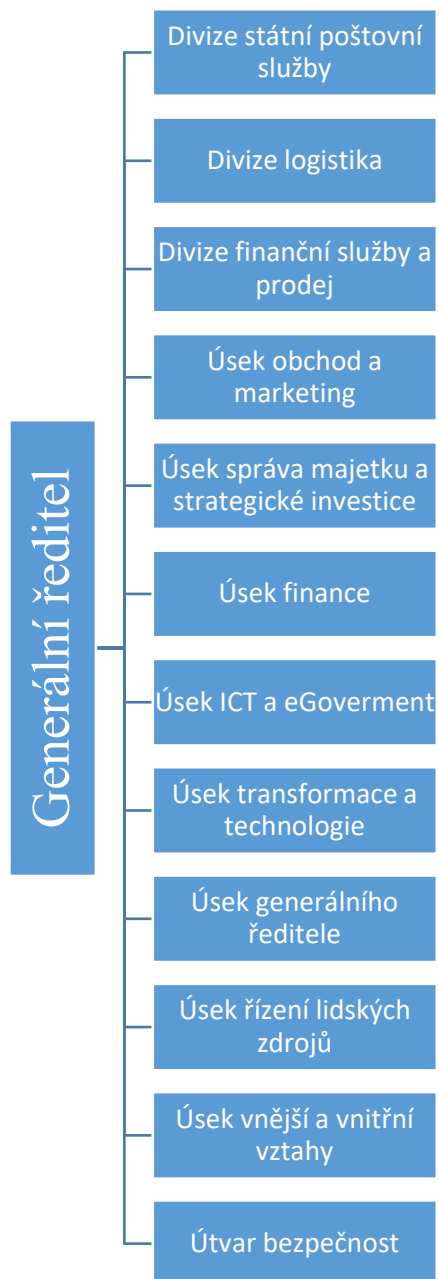 Generální ředitel
Divize státní poštovní
služby
Divize logistika
Divize finanční služby a
prodej
Úsek obchod a
marketing
Úsek správa majetku a
strategické investice
Úsek finance
Úsek ICT a eGoverment
Úsek transformace a
technologie
Úsek generálního
ředitele
Úsek řízení lidských
zdrojů
Úsek vnější a vnitřní
vztahy
Útvar bezpečnost